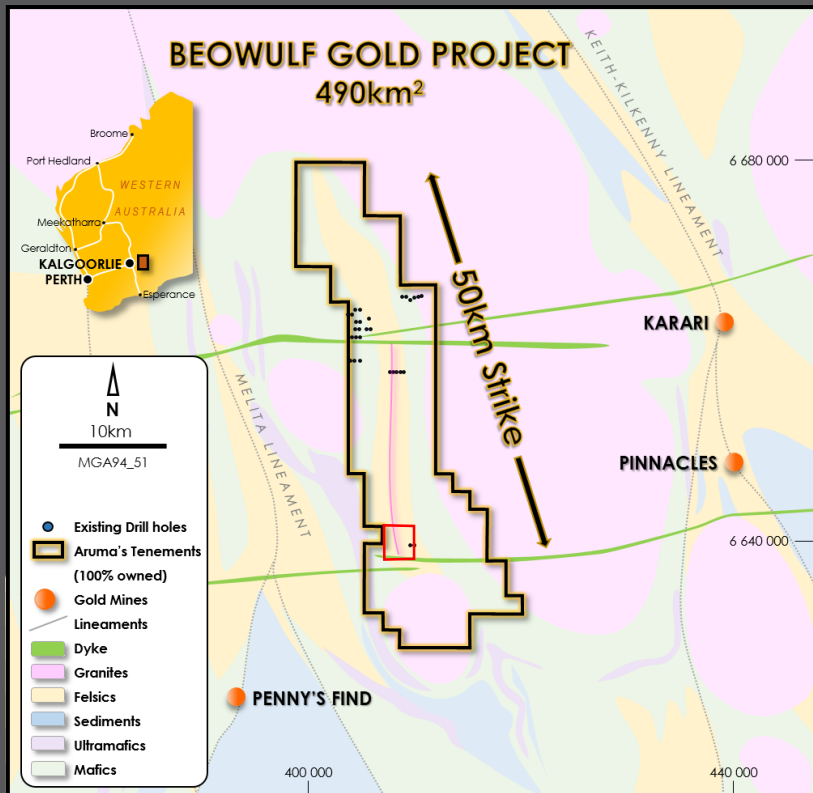 BEOWULF GOLD PROJECT
490km²
KEITH-KILKENNY LINEAMENT
6 680 000
Broome
Port Hedland
WESTERN
AUSTRALIA
Meekatharra
Geraldton
KALGOORLIE
PERTH
Esperance
50km Strike
KARARI
MELITA LINEAMENT
PINNACLES
6 640 000
N
10km
MGA94_51
Existing Drill holes
Aruma's Tenements
(100% owned)
Gold Mines
Lineaments
Dyke
Granites
Felsics
Sediments
Ultramafics
Mafics
PENNY'S FIND
400 000
440 000